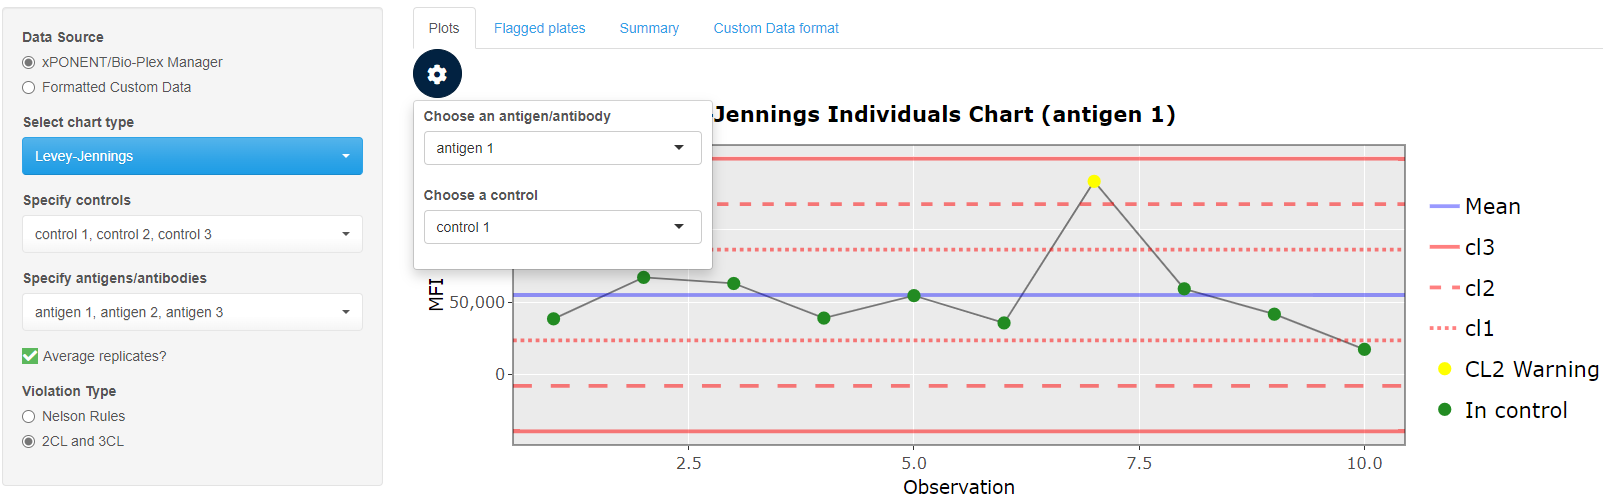 Data Source
xPONENT/Bio-Plex Manager
Formatted Custom Data
Select chart type
Levey-Jennings
Specify controls
control 1, control 2, control 3
Specify antigens/antibodies
antigen 1, antigen 2, antigen 3
Average replicates?
Violation Type
Nelson Rules
2CL and 3CL
Plots
Flagged plates
Summary
Custom Data format
Choose an antigen/antibody
antigen 1
Choose a control
control 1
-Jennings Individuals Chart (antigen 1)
MFI
50,000
0
2.5
5.0
7.5
10.0
Observation
Mean
cl3
cl2
cl1
CL2 Warning
In control